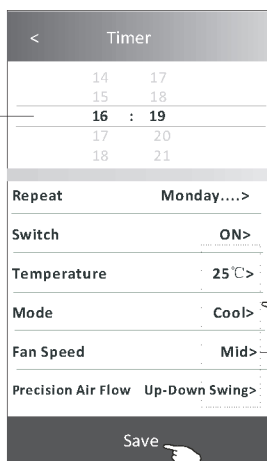 < Timer
14 17
15 18
16 : 19
17 20
18 21
Repeat Monday....>
Switch ON>
Temperature 25℃>
Mode Cool>
Fan Speed Mid>
Precision Air Flow Up-Down Swing>
Save